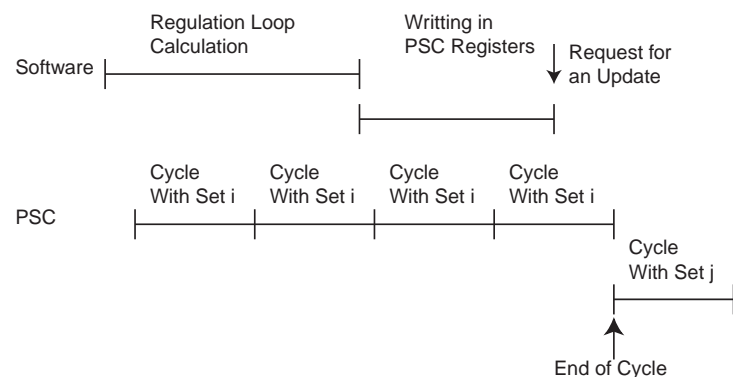 Regulation Loop
Calculation
Writting in
PSC Registers
Request for
an Update
Software
Cycle
With Set i
Cycle
With Set i
Cycle
With Set i
Cycle
With Set i
PSC
Cycle
With Set j
End of Cycle